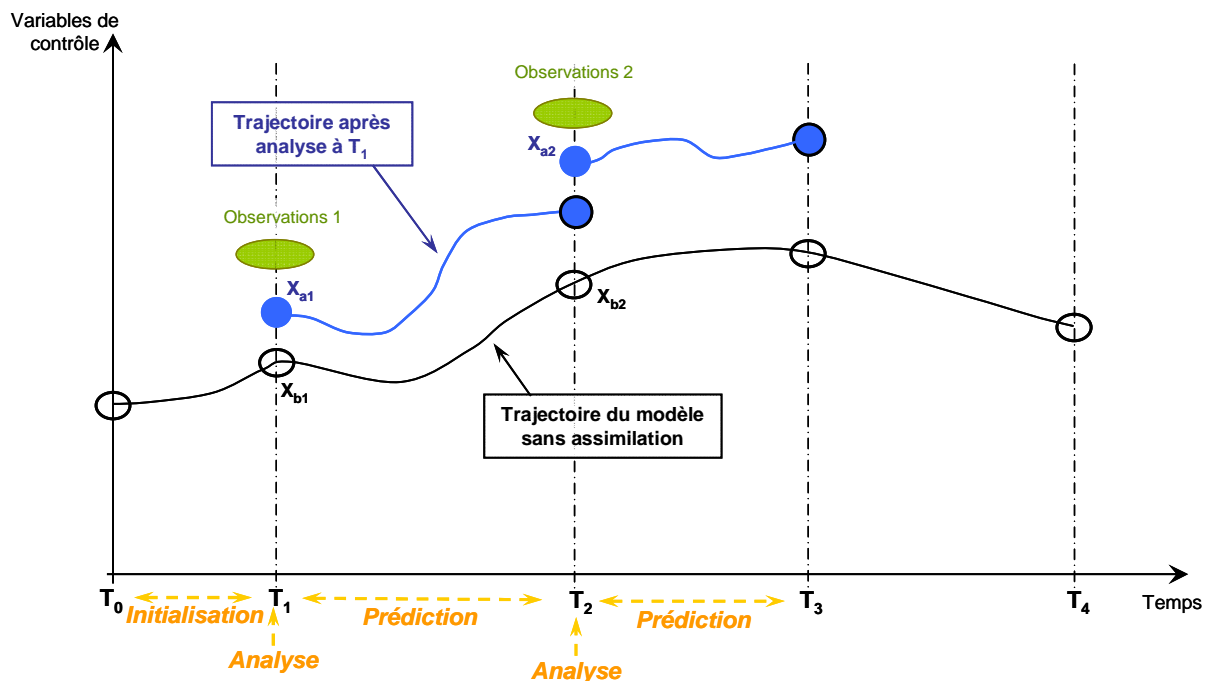 Variables de
contrôle
Observations 2
Trajectoire après
analyse à T1
Xa2
Observations 1
Xa1
Xb2
Xb1
Trajectoire du modèle
sans assimilation
T0 T1 T2 T3 T4 Temps
Initialisation Prédiction Prédiction
Analyse Analyse